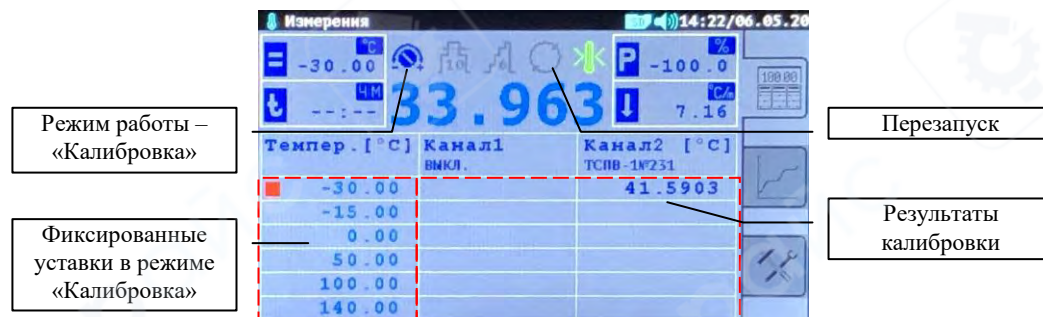 Измерения
14:22/06.05.20
°C
-30.00
%
P -100.0
t ЧМ
--:--
33.963
7.16
100.00
Темпер.[°C] Канал1 Канал2 [°C]
ВЫКЛ. ТСПВ-1№231
-30.00 41.5903
-15.00
0.00
50.00
100.00
140.00
Режим работы –
«Калибровка»
Фиксированные
уставки в режиме
«Калибровка»
Перезапуск
Результаты
калибровки